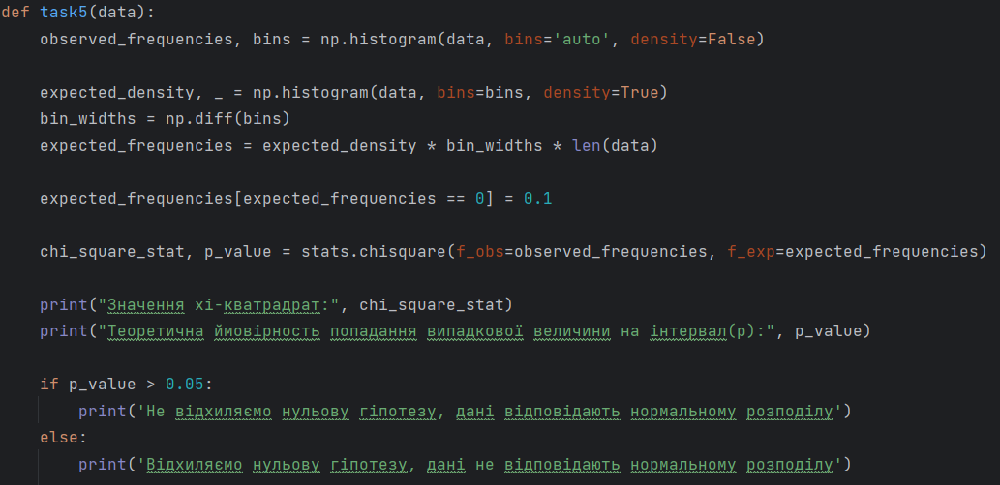 def task5(data):
observed_frequencies, bins = np.histogram(data, bins='auto', density=False)
expected_density, _ = np.histogram(data, bins=bins, density=True)
bin_widths = np.diff(bins)
expected_frequencies = expected_density * bin_widths * len(data)
expected_frequencies[expected_frequencies == 0] = 0.1
chi_square_stat, p_value = stats.chisquare(f_obs=observed_frequencies, f_exp=expected_frequencies)
print("Значення хі-кватрадрат:", chi_square_stat)
print("Теоретична ймовірність попадання випадкової величини на інтервал(p):", p_value)
if p_value > 0.05:
print('Не відхиляємо нульову гіпотезу, дані відповідають нормальному розподілу')
else:
print('Відхиляємо нульову гіпотезу, дані не відповідають нормальному розподілу')